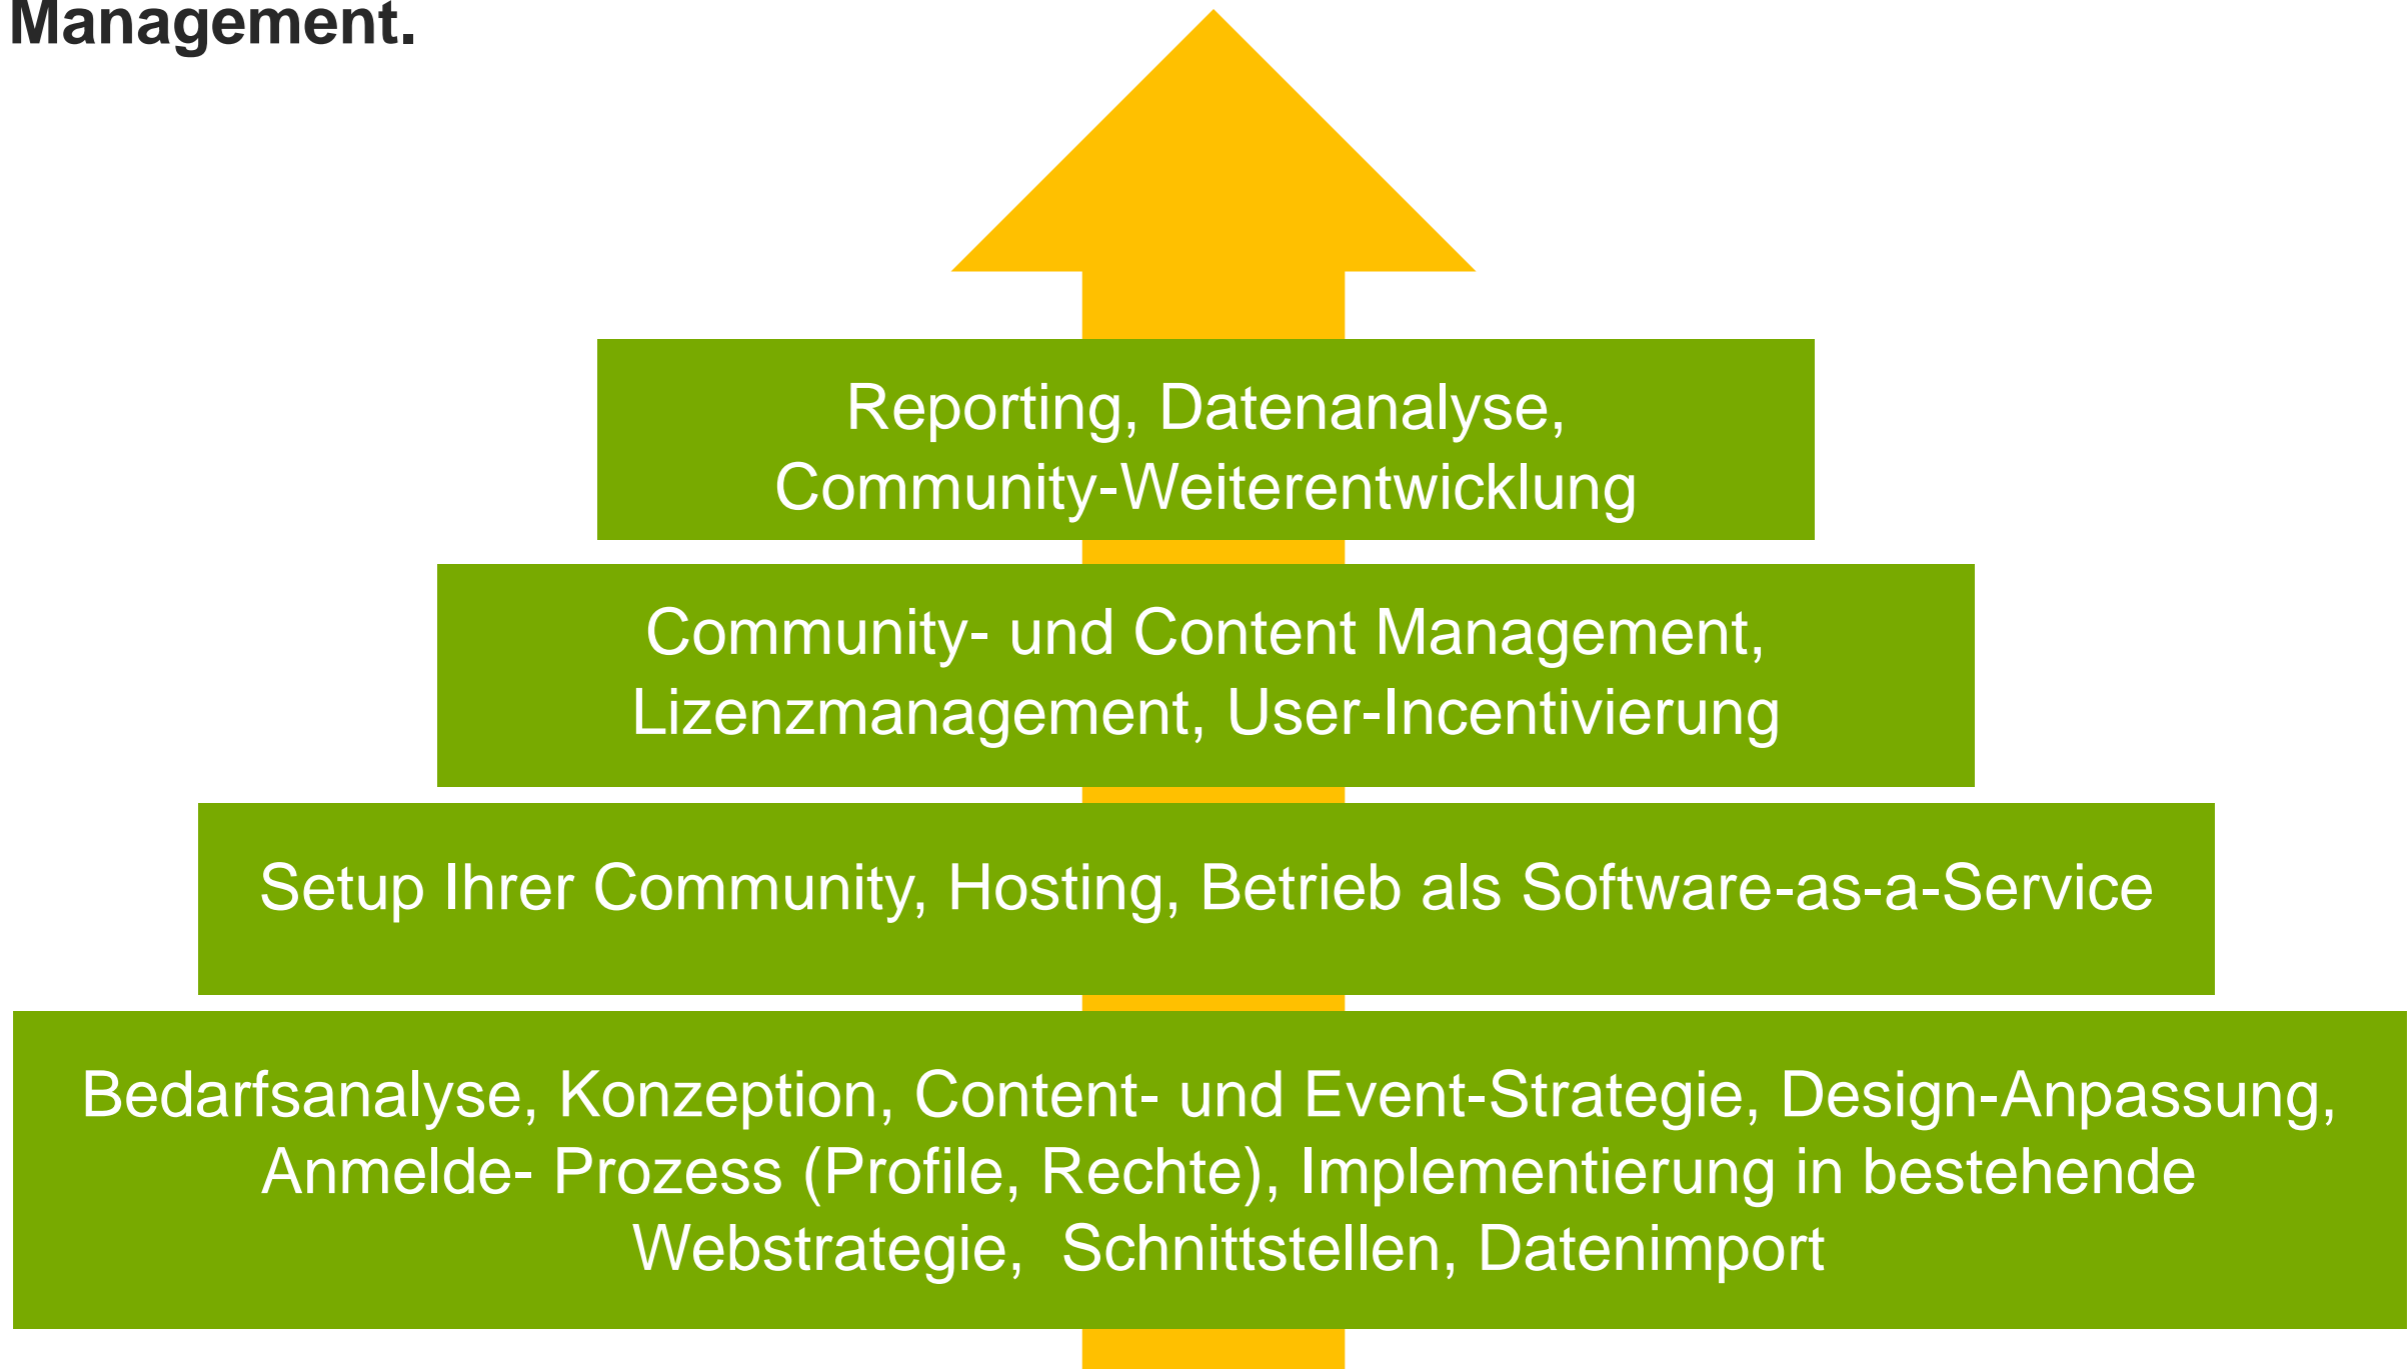 Management.
Reporting, Datenanalyse,
Community-Weiterentwicklung
Community- und Content Management,
Lizenzmanagement, User-Incentivierung
Setup Ihrer Community, Hosting, Betrieb als Software-as-a-Service
Bedarfsanalyse, Konzeption, Content- und Event-Strategie, Design-Anpassung,
Anmelde- Prozess (Profile, Rechte), Implementierung in bestehende
Webstrategie, Schnittstellen, Datenimport